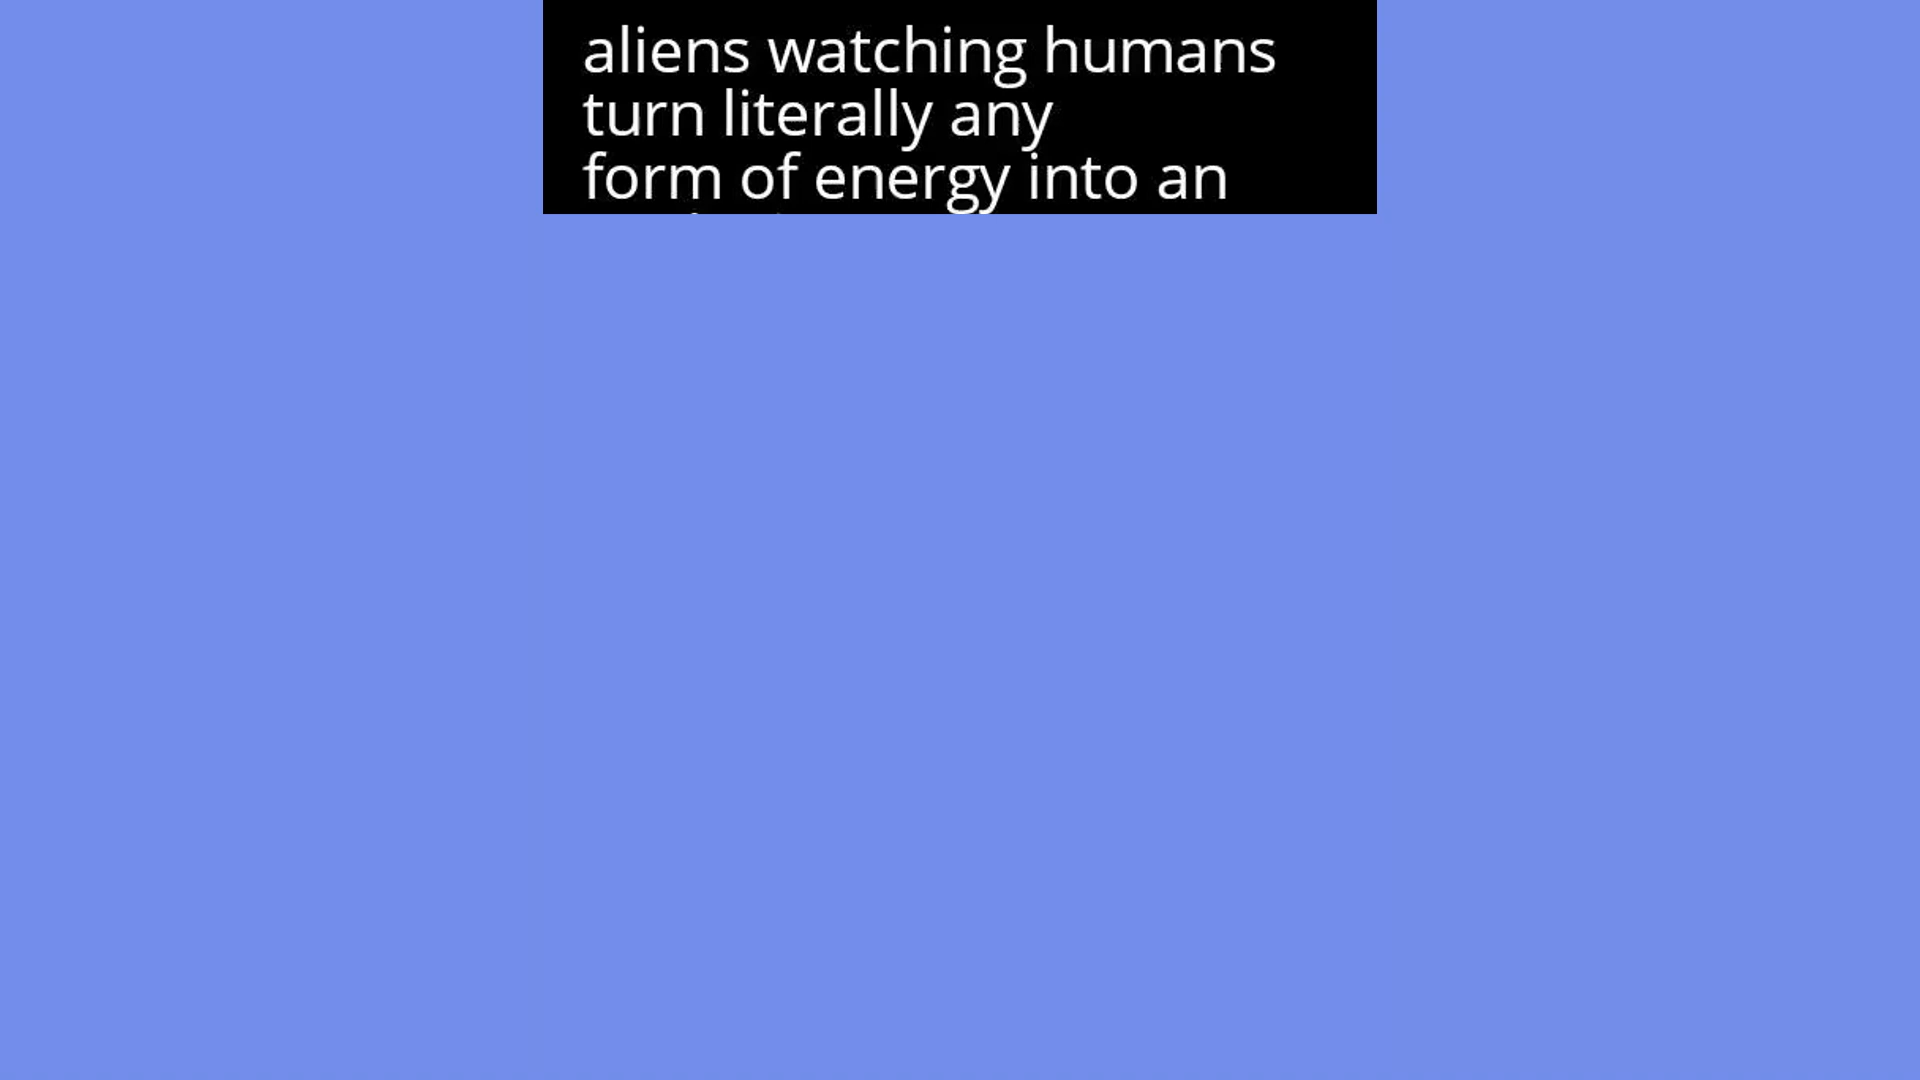 aliens watching humans
turn literally any
form of energy into an